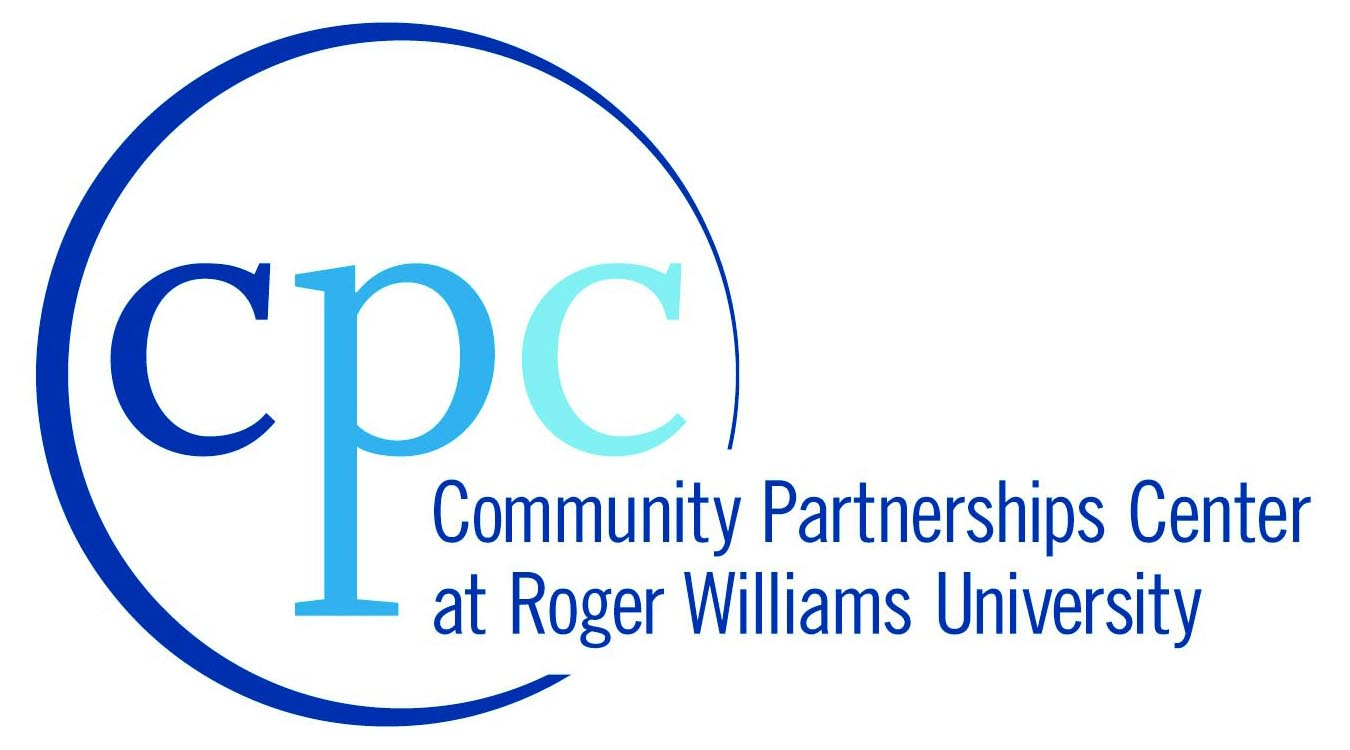 cpc
Community Partnerships Center
at Roger Williams University